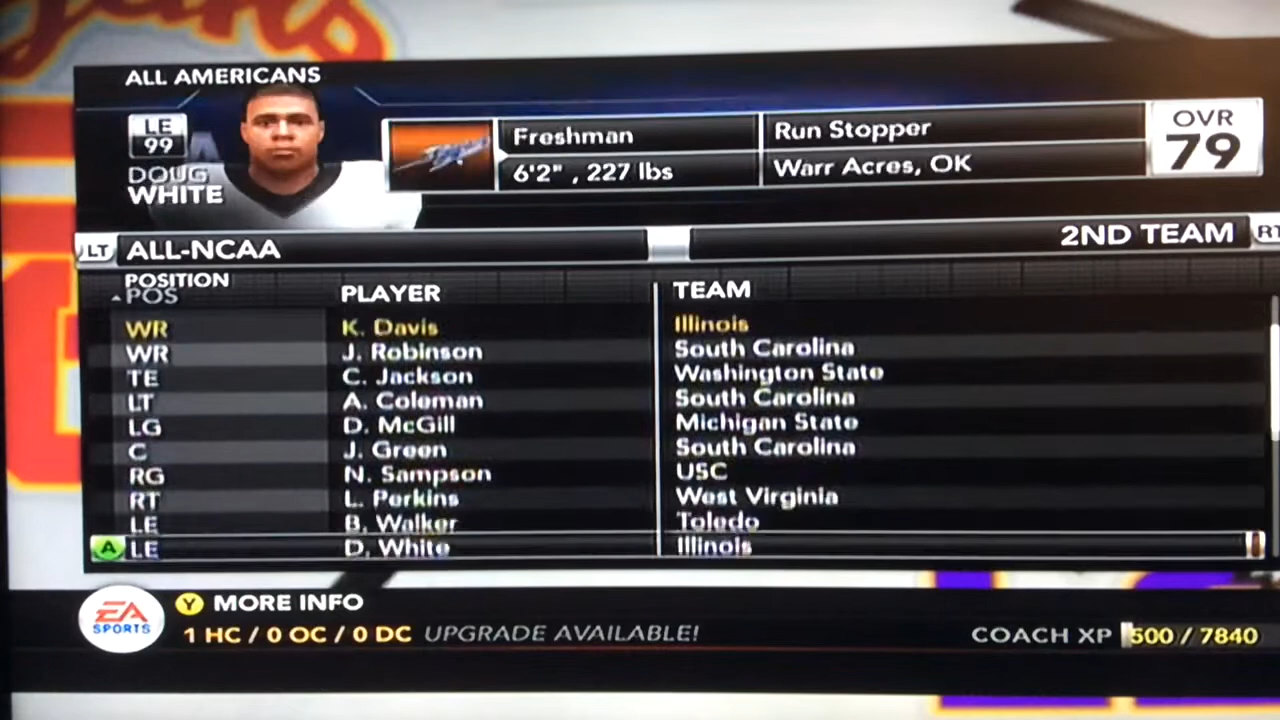 ALL AMERICANS
LE
99
DOUG
WHITE
Freshman
6'2" , 227 lbs
Run Stopper
Warr Acres, OK
OVR
79
LT ALL-NCAA
2ND TEAM RT
POSITION
POS PLAYER TEAM
WR K. Davis Illinois
WR J. Robinson South Carolina
TE C. Jackson Washington State
LT A. Coleman South Carolina
LG D. McGill Michigan State
C J. Green South Carolina
RG N. Sampson USC
RT L. Perkins West Virginia
LE B. Walker Toledo
A LE D. White Illinois
EA
SPORTS
Y MORE INFO
1 HC / 0 OC / 0 DC UPGRADE AVAILABLE!
COACH XP 500 / 7840